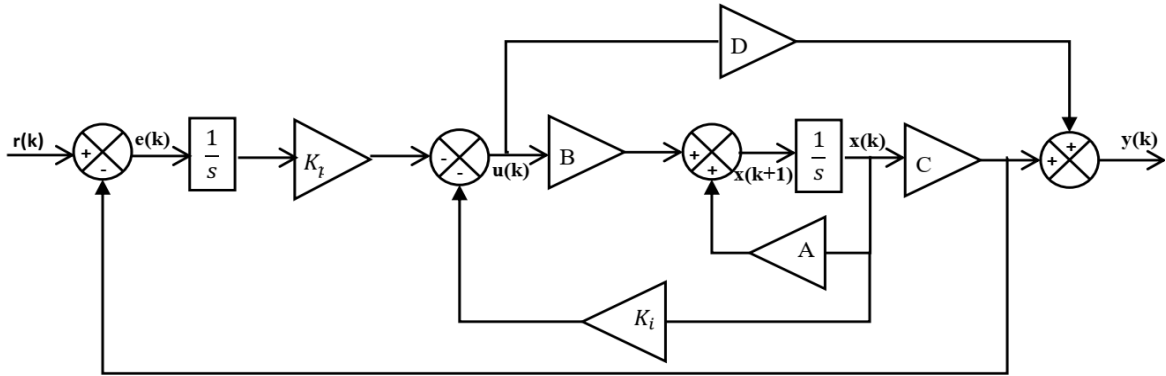 D
r(k)
+
-
e(k)
1
s
K_i
-
-
u(k)
B
+
+
x(k+1)
1
s
x(k)
C
+
+
y(k)
A
K_i